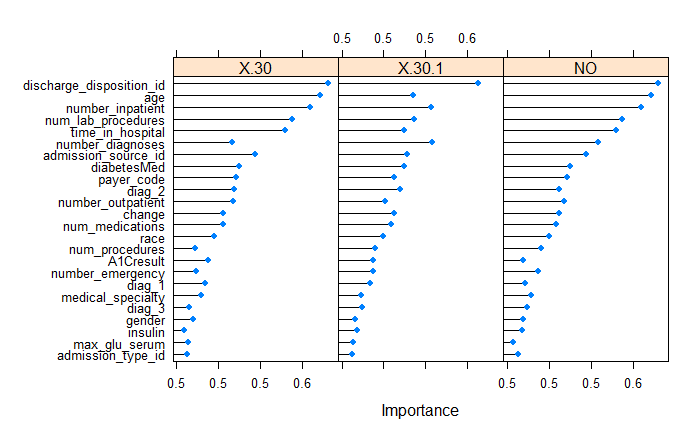 0.5 0.5 0.5 0.6
X.30 X.30.1 NO
discharge_disposition_id
age
number_inpatient
num_lab_procedures
time_in_hospital
number_diagnoses
admission_source_id
diabetesMed
payer_code
diag_2
number_outpatient
change
num_medications
race
num_procedures
A1Cresult
number_emergency
diag_1
medical_specialty
diag_3
gender
insulin
max_glu_serum
admission_type_id
0.5 0.5 0.5 0.6 0.5 0.5 0.5 0.6
Importance